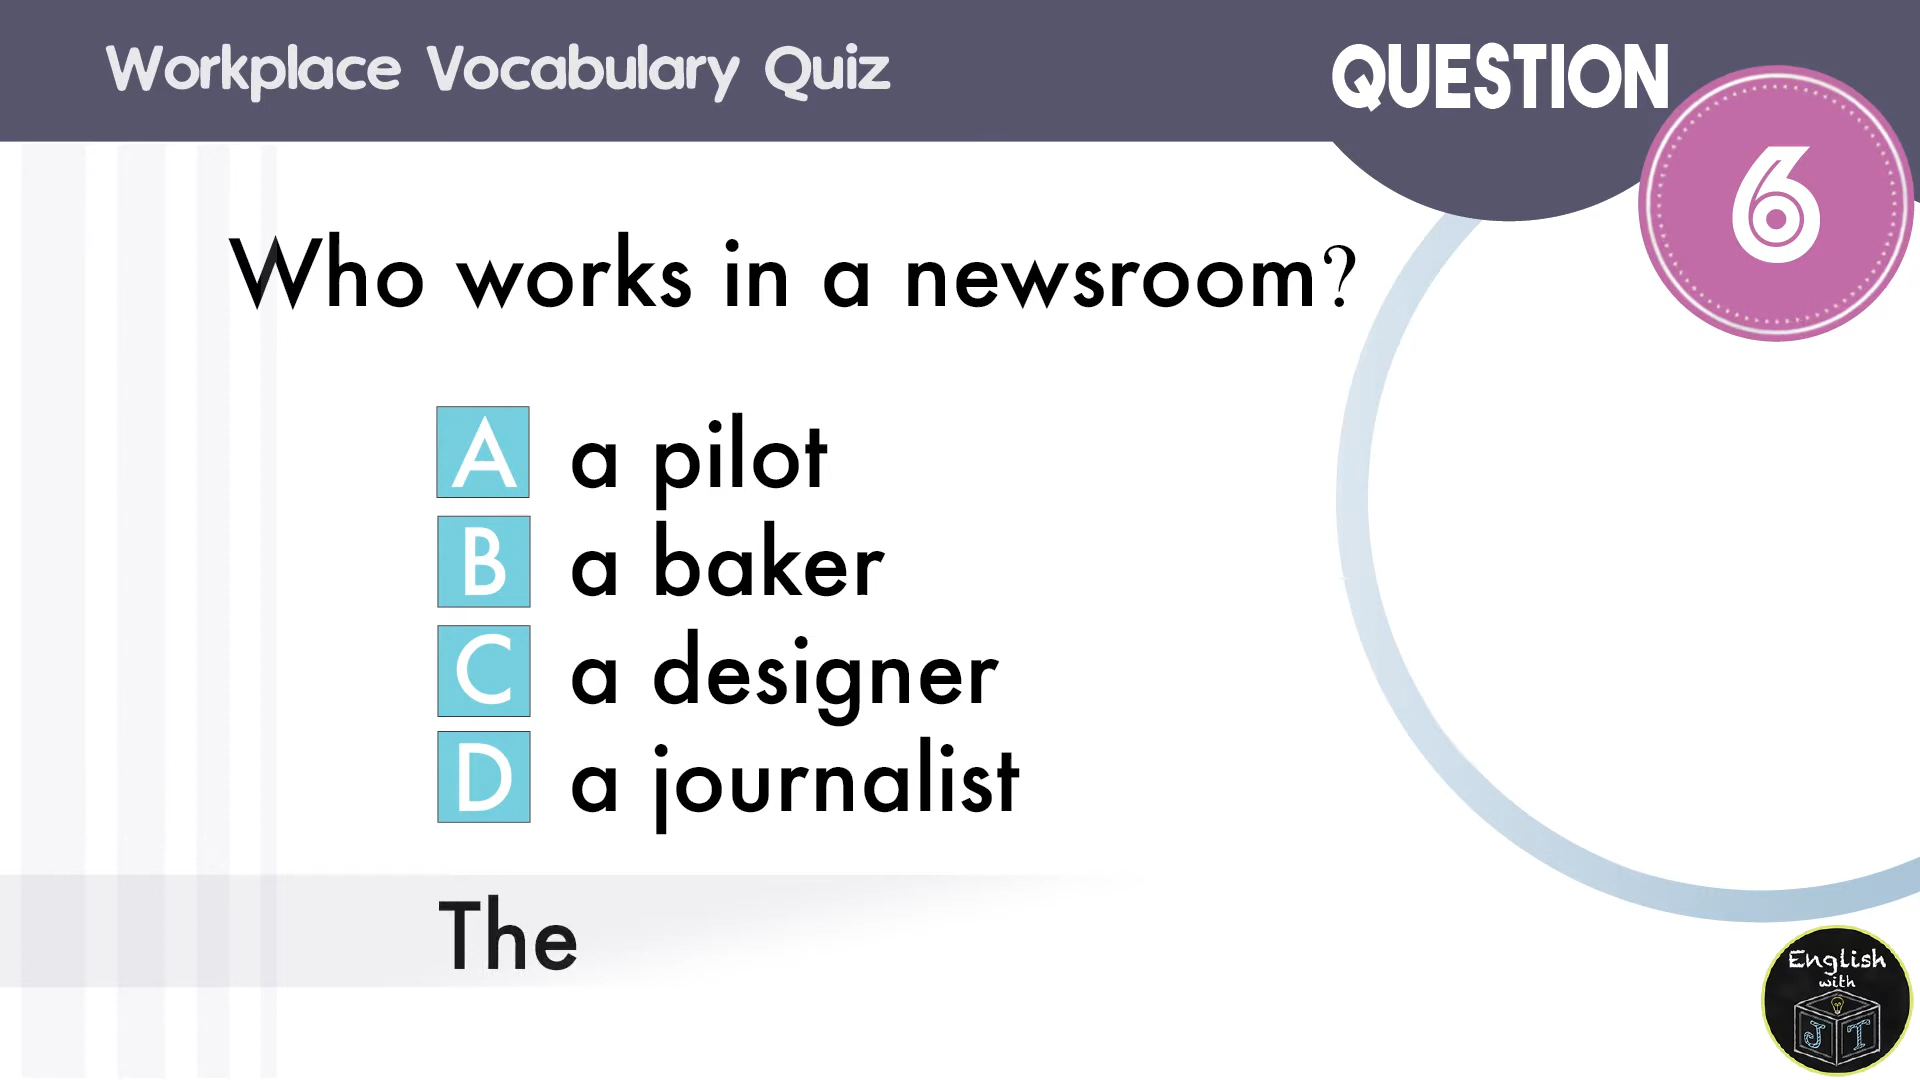 Workplace Vocabulary Quiz
QUESTION
6
Who works in a newsroom?
A a pilot
B a baker
C a designer
D a journalist
The
English
with
J T